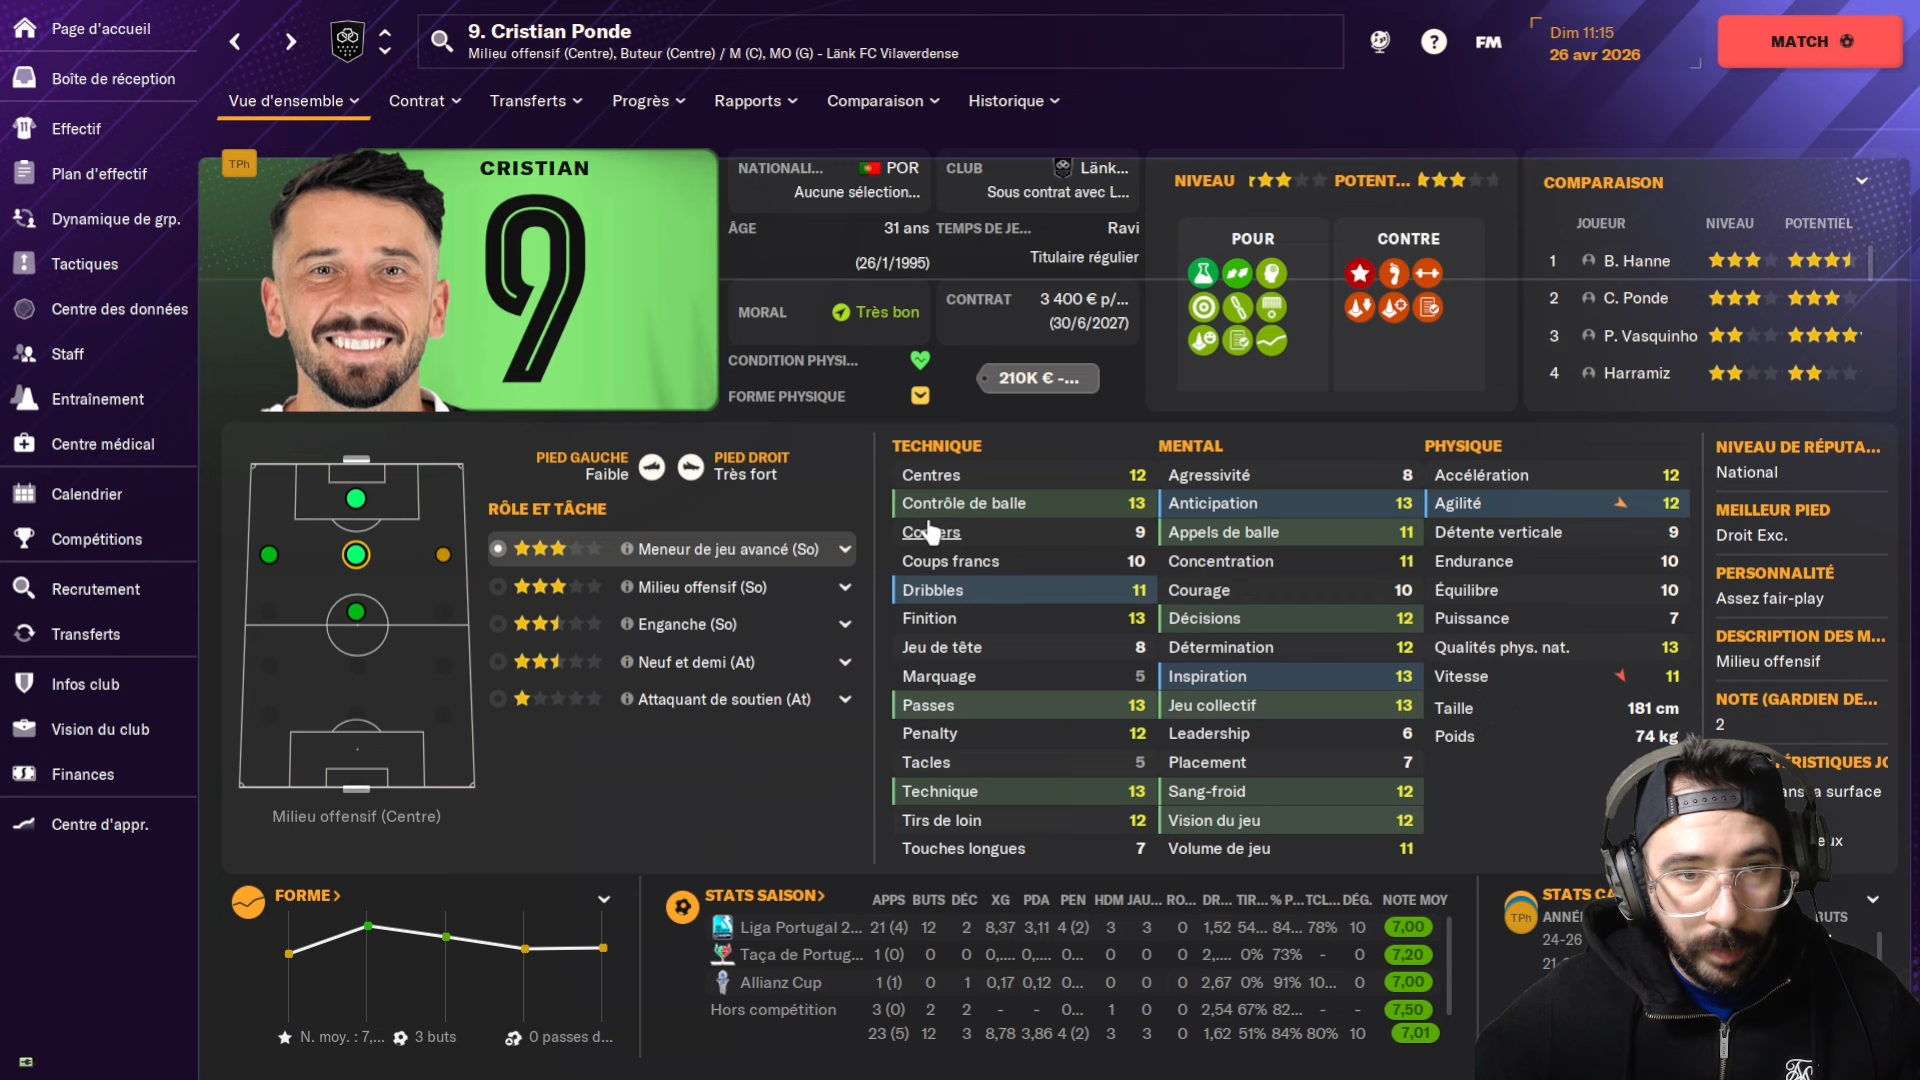 Page d'accueil
Boîte de réception
Effectif
Plan d'effectif
Dynamique de grp.
Tactiques
Centre des données
Staff
Entraînement
Centre médical
Calendrier
Compétitions
Recrutement
Transferts
Infos club
Vision du club
Finances
Centre d'appr.
9. Cristian Ponde
Milieu offensif (Centre), Buteur (Centre) / M (C), MO (G) - Länk FC Vilaverdense
?
FM
Dim 11:15
26 avr 2026
MATCH
Vue d'ensemble
Contrat
Transferts
Progrès
Rapports
Comparaison
Historique
TPh
CRISTIAN
9
NATIONALI... POR
Aucune sélection...
ÂGE 31 ans
(26/1/1995)
MORAL Très bon
CONDITION PHYSI...
FORME PHYSIQUE
CLUB Länk...
Sous contrat avec L...
TEMPS DE JE... Ravi
Titulaire régulier
CONTRAT 3 400 € p/...
(30/6/2027)
210K € -...
NIVEAU POTENT...
POUR
CONTRE
COMPARAISON
JOUEUR NIVEAU POTENTIEL
1 B. Hanne
2 C. Ponde
3 P. Vasquinho
4 Harramiz
Milieu offensif (Centre)
PIED GAUCHE
Faible
PIED DROIT
Très fort
RÔLE ET TÂCHE
Meneur de jeu avancé (So)
Milieu offensif (So)
Enganche (So)
Neuf et demi (At)
Attaquant de soutien (At)
TECHNIQUE
Centres 12
Contrôle de balle 13
9
Coups francs 10
Dribbles 11
Finition 13
Jeu de tête 8
Marquage 5
Passes 13
Penalty 12
Tacles 5
Technique 13
Tirs de loin 12
Touches longues 7
MENTAL
Agressivité 8
Anticipation 13
Appels de balle 11
Concentration 11
Courage 10
Décisions 12
Détermination 12
Inspiration 13
Jeu collectif 13
Leadership 6
Placement 7
Sang-froid 12
Vision du jeu 12
Volume de jeu 11
PHYSIQUE
Accélération 12
Agilité 12
Détente verticale 9
Endurance 10
Équilibre 10
Puissance 7
Qualités phys. nat. 13
Vitesse 11
Taille 181 cm
Poids 74 kg
NIVEAU DE RÉPUTA...
National
MEILLEUR PIED
Droit Exc.
PERSONNALITÉ
Assez fair-play
DESCRIPTION DES M...
Milieu offensif
NOTE (GARDIEN DE...
2
a surface
FORME
N. moy. : 7,... 3 buts 0 passes d...
STATS SAISON
APPS BUTS DÉC XG PDA PEN HDM JAU... RO... DR... TIR... % P... TCL... DÉG. NOTE MOY
Liga Portugal 2... 21 (4) 12 2 8,37 3,11 4 (2) 3 3 0 1,52 54... 84... 78% 10 7,00
Taça de Portug... 1 (0) 0 0 0,.... 0,.... 0... 0 0 0 2,.... 0% 73% - 0 7,20
Allianz Cup 1 (1) 0 1 0,17 0,12 0... 0 0 0 2,67 0% 91% 10... 0 7,00
Hors compétition 3 (0) 2 2 - - 0... 1 0 0 2,54 67% 82... - - 7,50
23 (5) 12 3 8,78 3,86 4 (2) 3 3 0 1,62 51% 84% 80% 10 7,01
TPh
24-26